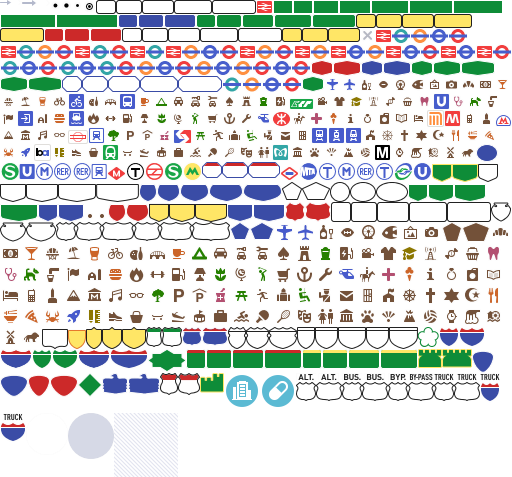 U
P P
M
S U M RER RER M T Z S M T M RER T U
P P
ALT. ALT. BUS. BUS. BYP. BY-PASS TRUCK TRUCK TRUCK
TRUCK